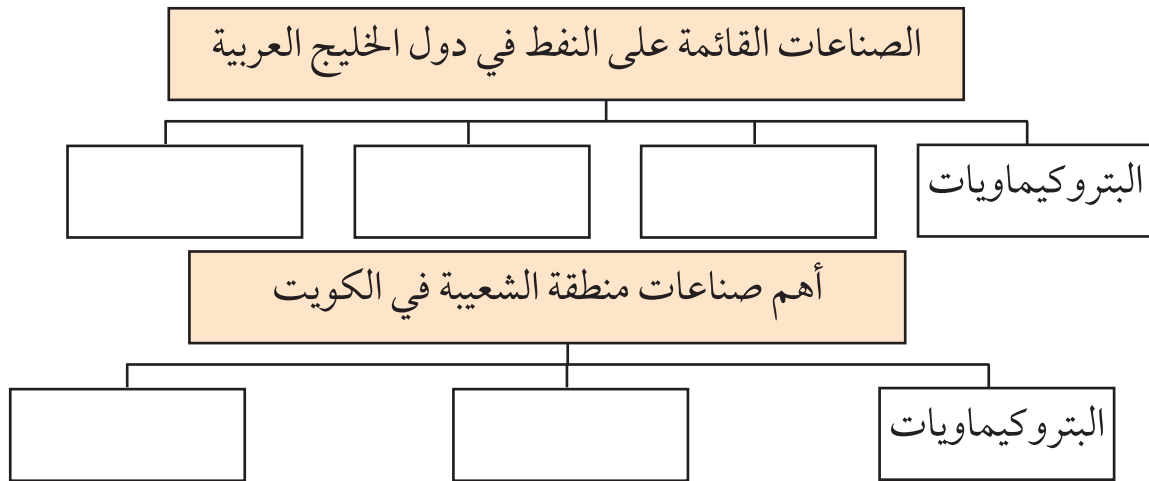 الصناعات القائمة على النفط في دول الخليج العربية
البتروكيماويات
أهم صناعات منطقة الشعيبة في الكويت
البتروكيماويات